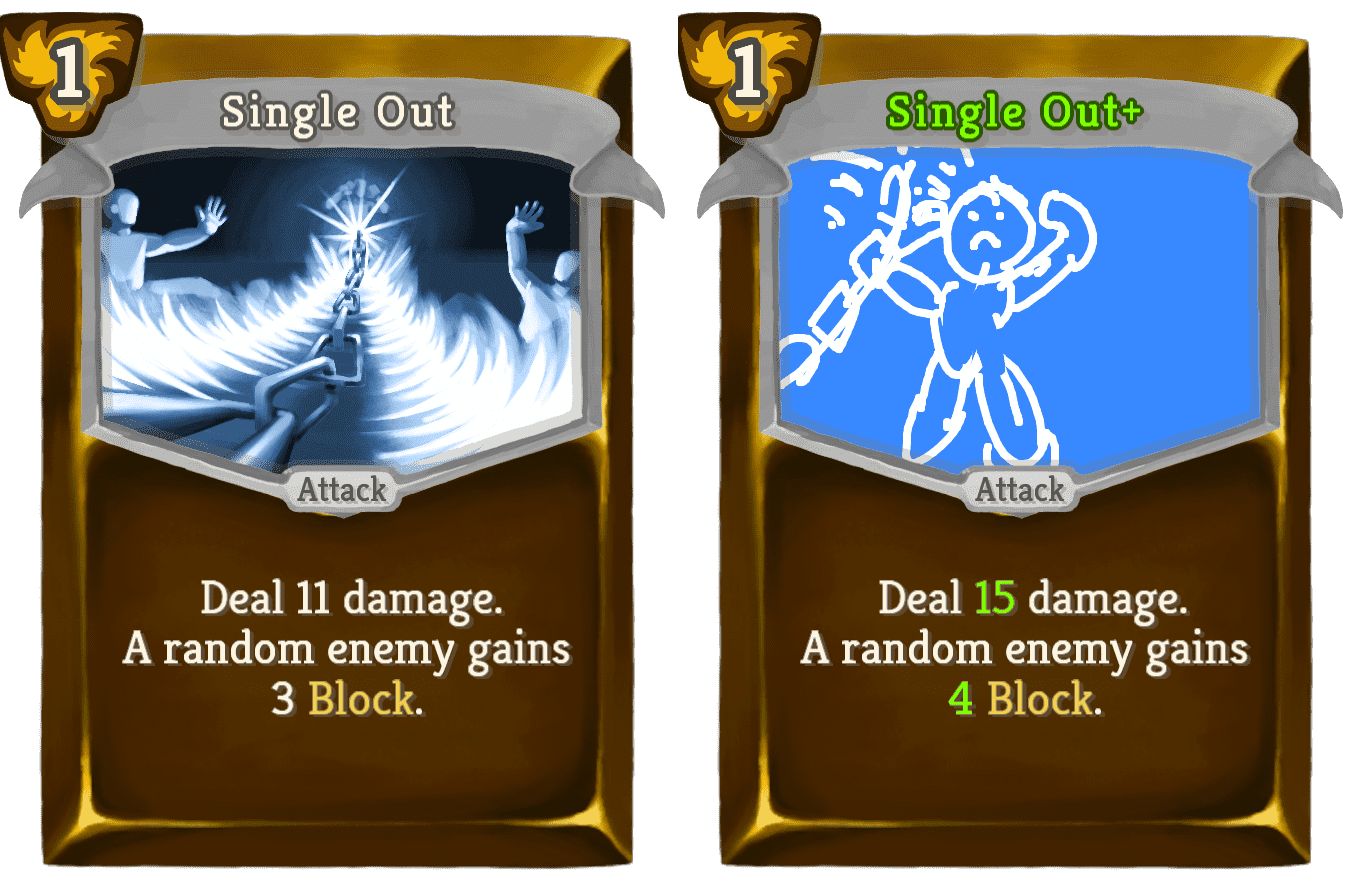 1
Single Out
Attack
Deal 11 damage.
A random enemy gains
3 Block.
1
Single Out+
Attack
Deal 15 damage.
A random enemy gains
4 Block.